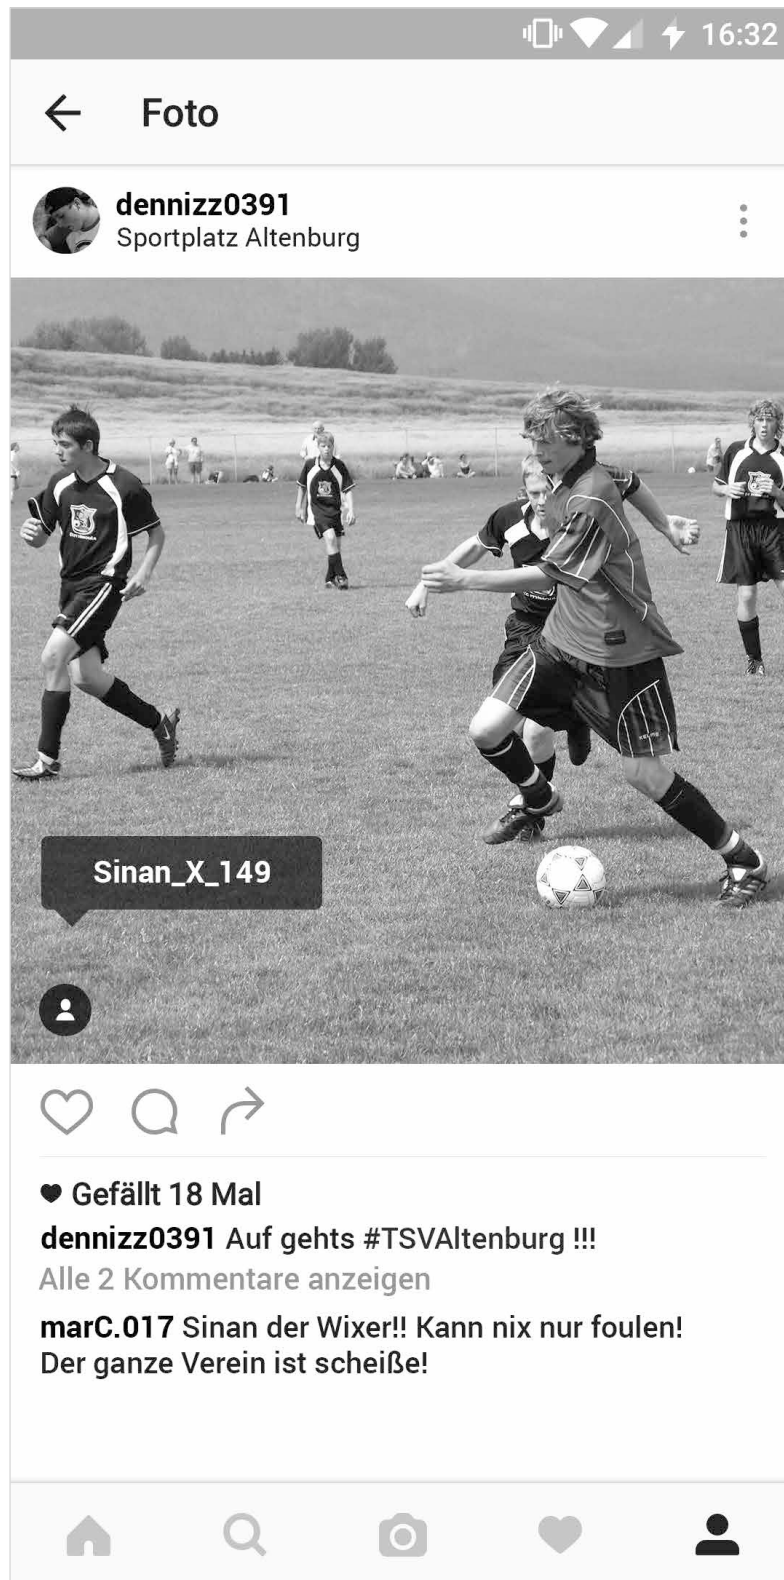 16:32
Foto
dennizz0391
Sportplatz Altenburg
Sinan_X_149
Gefällt 18 Mal
dennizz0391 Auf gehts #TSVAltenburg !!!
Alle 2 Kommentare anzeigen
marC.017 Sinan der Wixer!! Kann nix nur foulen!
Der ganze Verein ist scheiße!